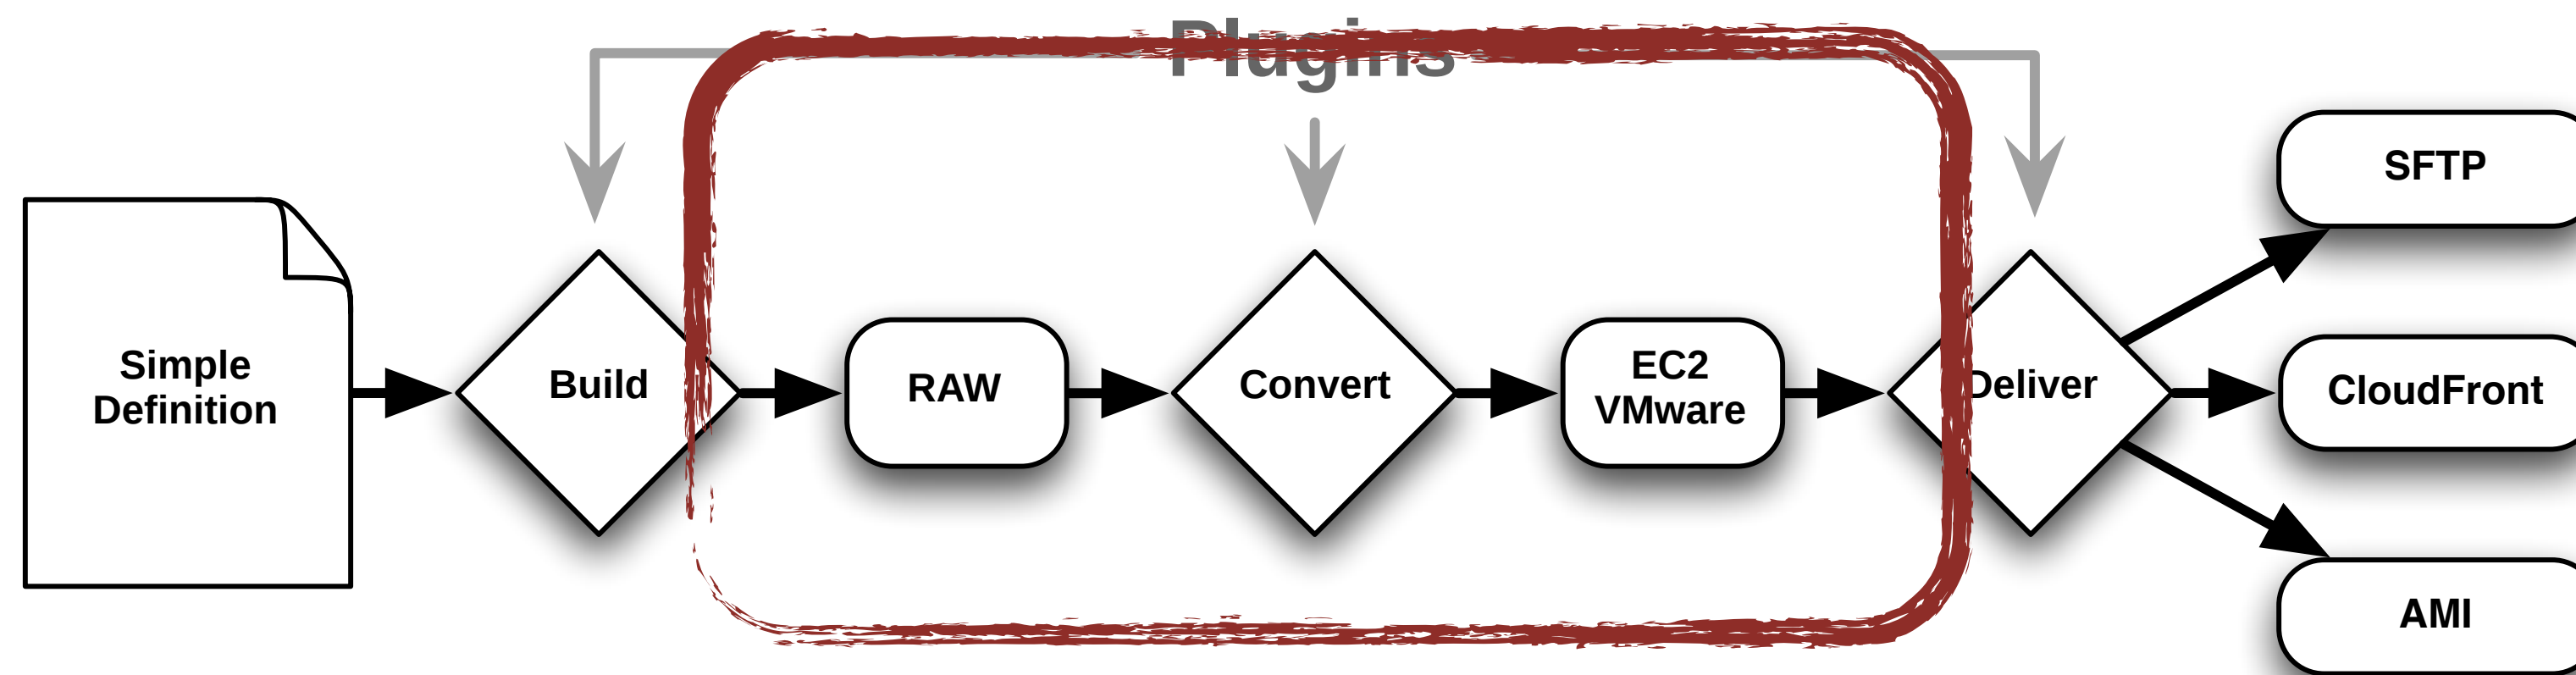 Plugins
Simple
Definition
Build
RAW
Convert
EC2
VMware
Deliver
SFTP
CloudFront
AMI